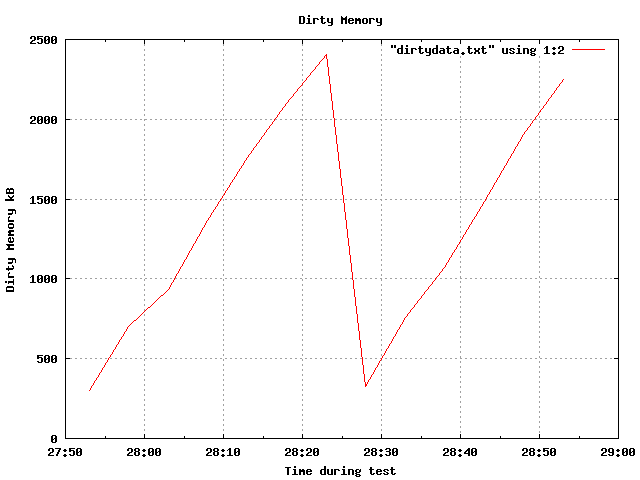 Dirty Memory
"dirtydata.txt" using 1:2
2500
2000
1500
1000
500
0
Dirty Memory kB
27:50 28:00 28:10 28:20 28:30 28:40 28:50 29:00
Time during test